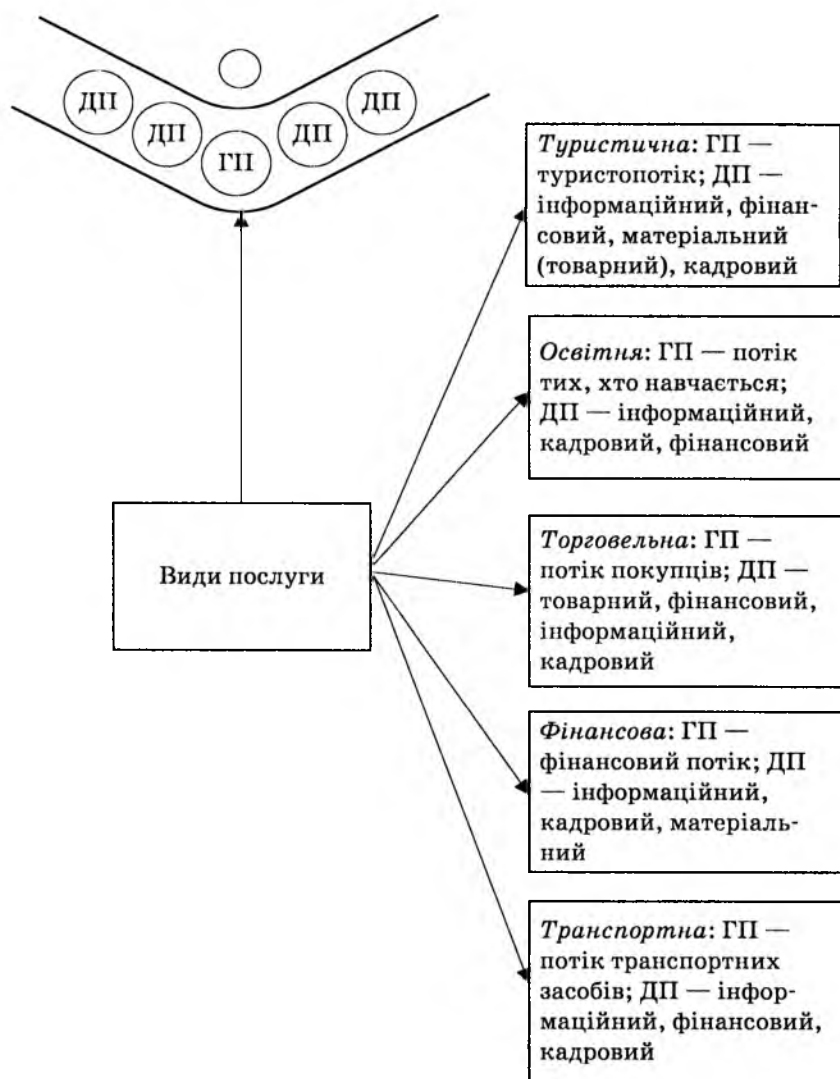 ДП
ДП
ГП
ДП
ДП
Туристична: ГП —
туристопотік; ДП —
інформаційний, фінан-
совий, матеріальний
(товарний), кадровий
Освітня: ГП — потік
тих, хто навчається;
ДП — інформаційний,
кадровий, фінансовий
Види послуги
Торговельна: ГП —
потік покупців; ДП —
товарний, фінансовий,
інформаційний,
кадровий
Фінансова: ГП —
фінансовий потік; ДП
— інформаційний,
кадровий, матеріаль-
ний
Транспортна: ГП —
потік транспортних
засобів; ДП — інфор-
маційний, фінансовий,
кадровий